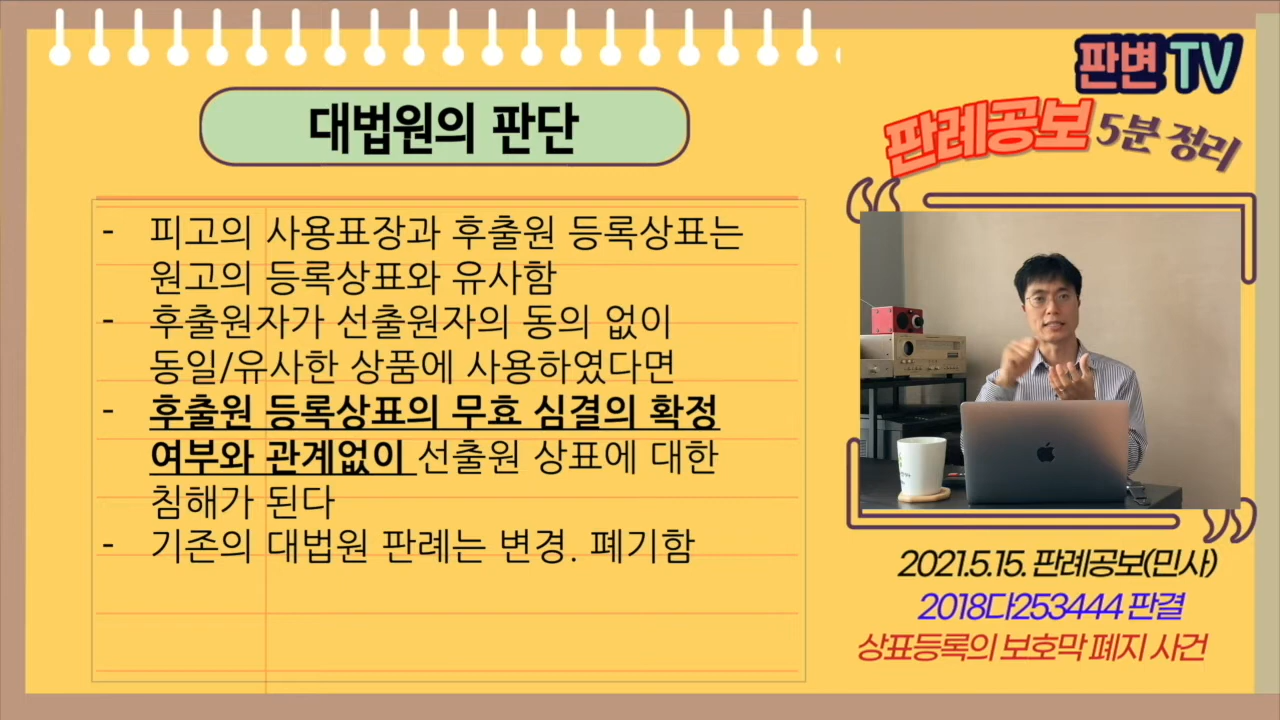 판변 TV
판례공보 5분 정리
대법원의 판단
- 피고의 사용표장과 후출원 등록상표는
원고의 등록상표와 유사함
- 후출원자가 선출원자의 동의 없이
동일/유사한 상품에 사용하였다면
- 후출원 등록상표의 무효 심결의 확정
여부와 관계없이 선출원 상표에 대한
침해가 된다
- 기존의 대법원 판례는 변경. 폐기함
2021.5.15. 판례공보(민사)
2018다253444 판결
상표등록의 보호막 폐지 사건